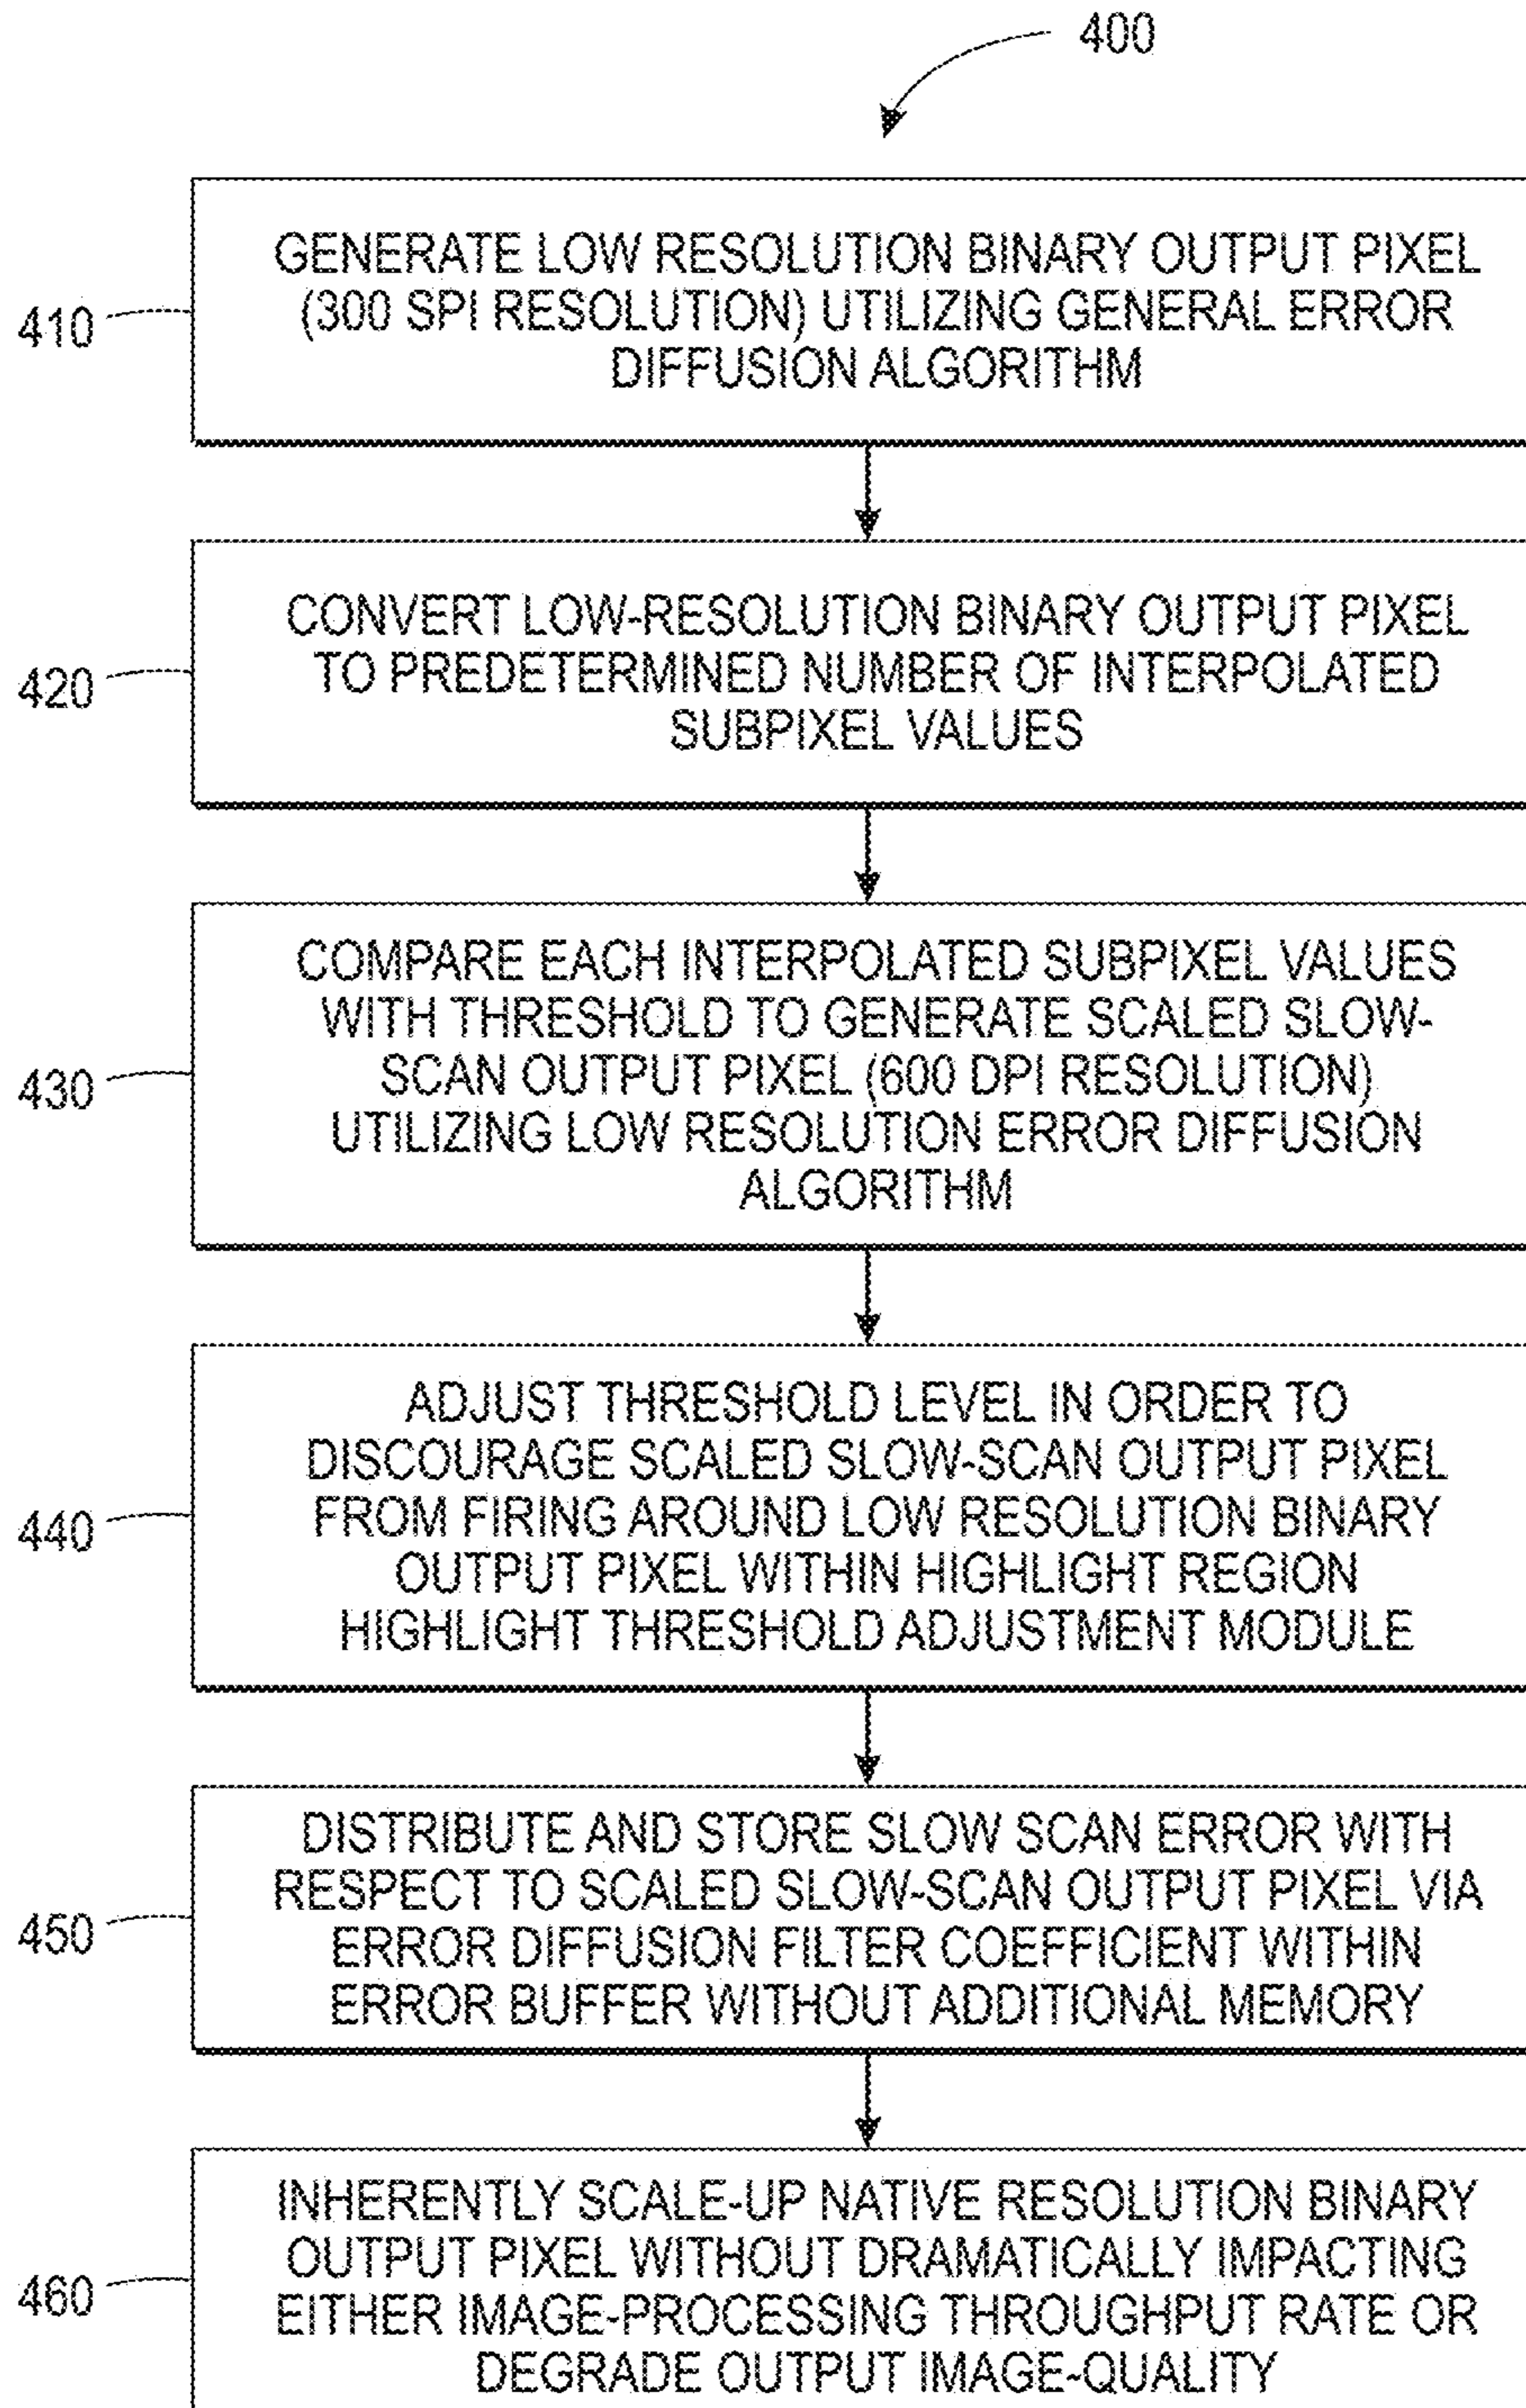 400
410
GENERATE LOW RESOLUTION BINARY OUTPUT PIXEL
(300 SPI RESOLUTION) UTILIZING GENERAL ERROR
DIFFUSION ALGORITHM
420
CONVERT LOW-RESOLUTION BINARY OUTPUT PIXEL
TO PREDETERMINED NUMBER OF INTERPOLATED
SUBPIXEL VALUES
430
COMPARE EACH INTERPOLATED SUBPIXEL VALUES
WITH THRESHOLD TO GENERATE SCALED SLOW-
SCAN OUTPUT PIXEL (600 DPI RESOLUTION)
UTILIZING LOW RESOLUTION ERROR DIFFUSION
ALGORITHM
440
ADJUST THRESHOLD LEVEL IN ORDER TO
DISCOURAGE SCALED SLOW-SCAN OUTPUT PIXEL
FROM FIRING AROUND LOW RESOLUTION BINARY
OUTPUT PIXEL WITHIN HIGHLIGHT REGION
HIGHLIGHT THRESHOLD ADJUSTMENT MODULE
450
DISTRIBUTE AND STORE SLOW SCAN ERROR WITH
RESPECT TO SCALED SLOW-SCAN OUTPUT PIXEL VIA
ERROR DIFFUSION FILTER COEFFICIENT WITHIN
ERROR BUFFER WITHOUT ADDITIONAL MEMORY
460
INHERENTLY SCALE-UP NATIVE RESOLUTION BINARY
OUTPUT PIXEL WITHOUT DRAMATICALLY IMPACTING
EITHER IMAGE-PROCESSING THROUGHPUT RATE OR
DEGRADE OUTPUT IMAGE-QUALITY